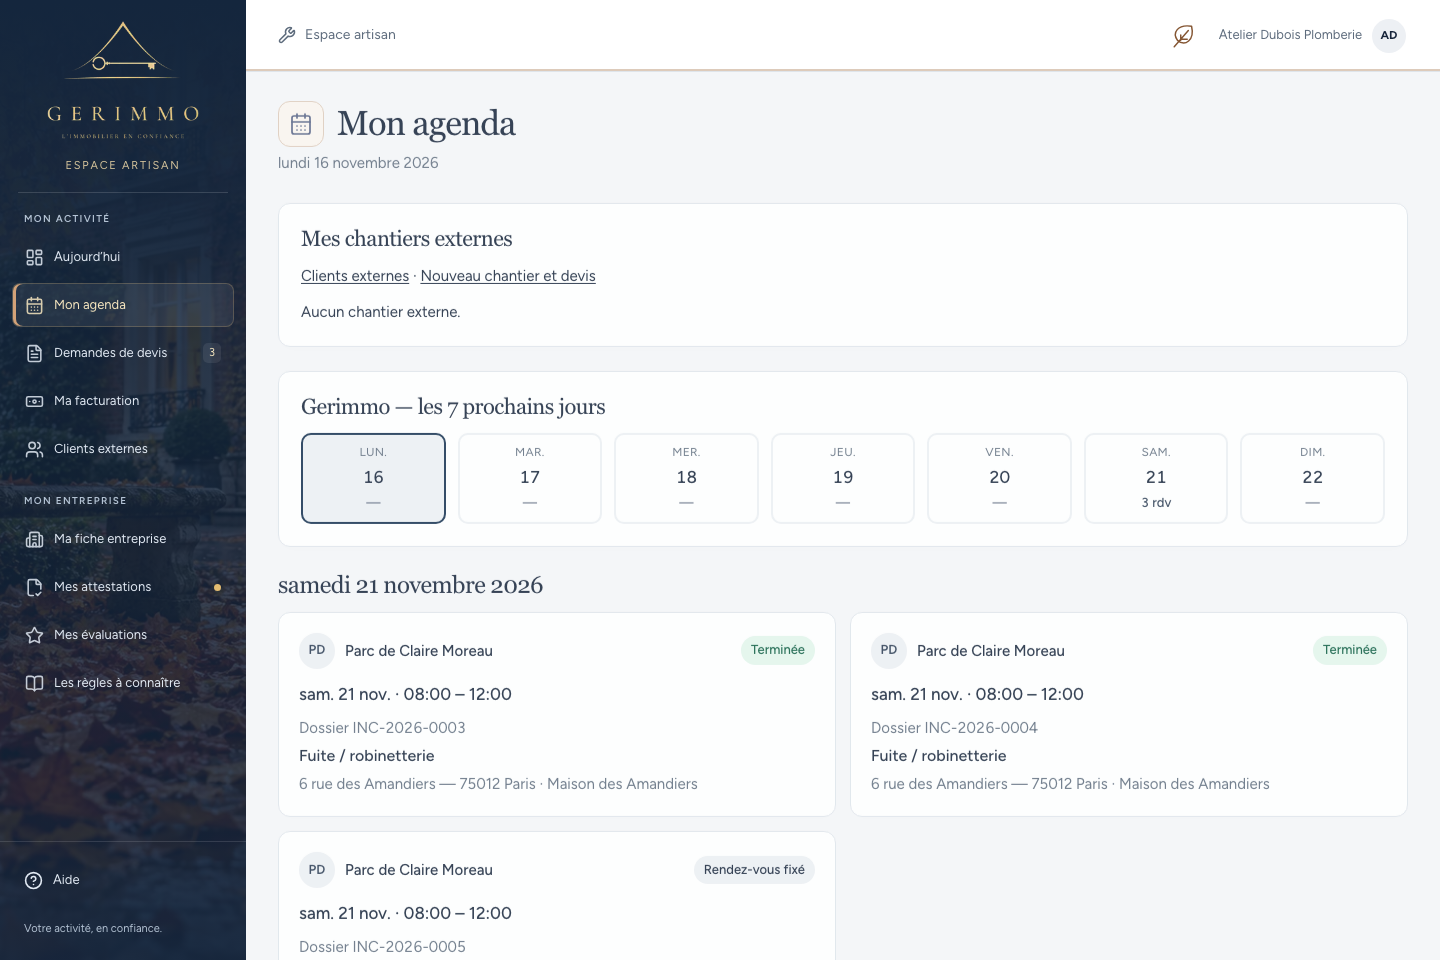 GERIMMO
L'IMMOBILIER EN CONFIANCE
ESPACE ARTISAN
MON ACTIVITÉ
Aujourd'hui
Mon agenda
Demandes de devis 3
Ma facturation
Clients externes
MON ENTREPRISE
Ma fiche entreprise
Mes attestations
Mes évaluations
Les règles à connaître
Aide
Votre activité, en confiance.
Espace artisan
Atelier Dubois Plomberie AD
Mon agenda
lundi 16 novembre 2026
Mes chantiers externes
Clients externes · Nouveau chantier et devis
Aucun chantier externe.
Gerimmo — les 7 prochains jours
LUN. MAR. MER. JEU. VEN. SAM. DIM.
16 17 18 19 20 21 22
— — — — — 3 rdv —
samedi 21 novembre 2026
PD Parc de Claire Moreau Terminée
sam. 21 nov. · 08:00 – 12:00
Dossier INC-2026-0003
Fuite / robinetterie
6 rue des Amandiers — 75012 Paris · Maison des Amandiers
PD Parc de Claire Moreau Terminée
sam. 21 nov. · 08:00 – 12:00
Dossier INC-2026-0004
Fuite / robinetterie
6 rue des Amandiers — 75012 Paris · Maison des Amandiers
PD Parc de Claire Moreau Rendez-vous fixé
sam. 21 nov. · 08:00 – 12:00
Dossier INC-2026-0005